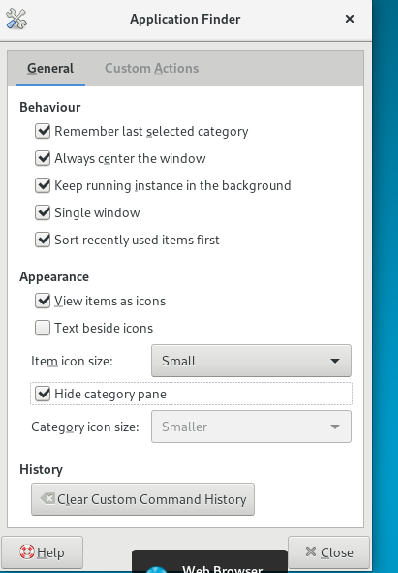 Application Finder
General Custom Actions
Behaviour
Remember last selected category
Always center the window
Keep running instance in the background
Single window
Sort recently used items first
Appearance
View items as icons
Text beside icons
Item icon size: Small
Hide category pane
Category icon size: Smaller
History
Clear Custom Command History
Help Close
Web Browser